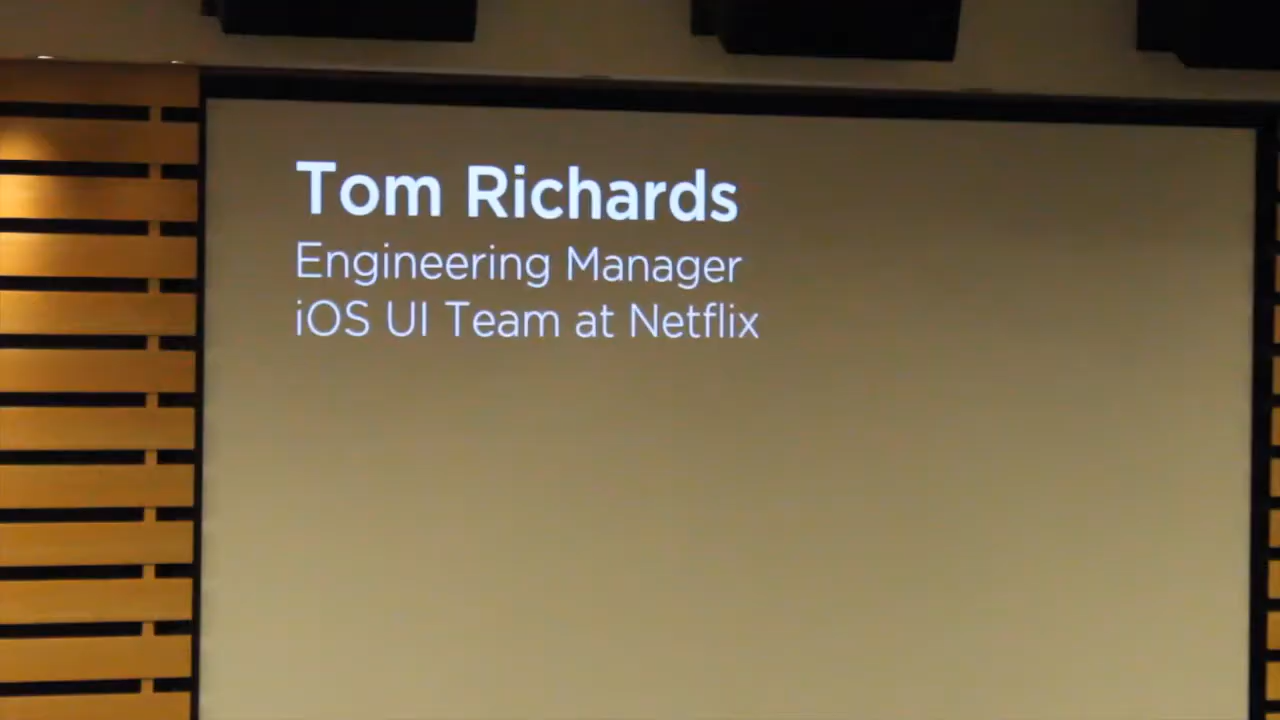 Tom Richards
Engineering Manager
iOS UI Team at Netflix